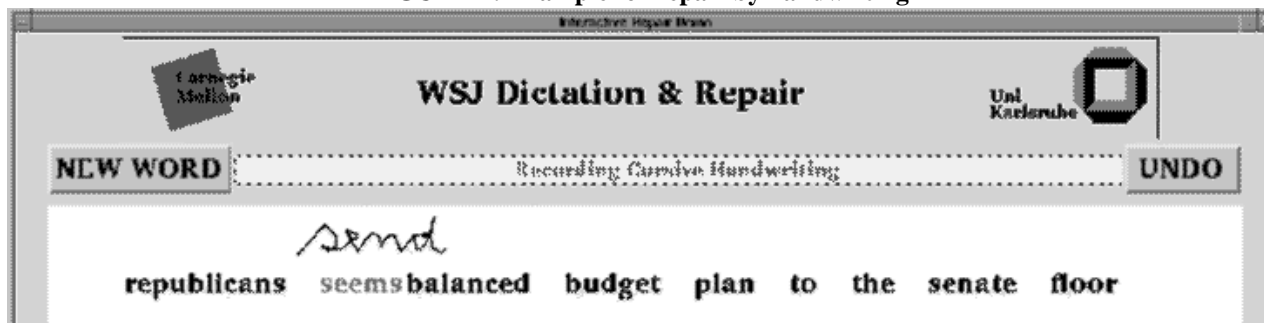 Interactive Repair Demo
Carnegie
Mellon
WSJ Dictation & Repair
Uni
Karlsruhe
NEW WORD
Recording Cursive Handwriting
UNDO
send
republicans seems balanced budget plan to the senate floor